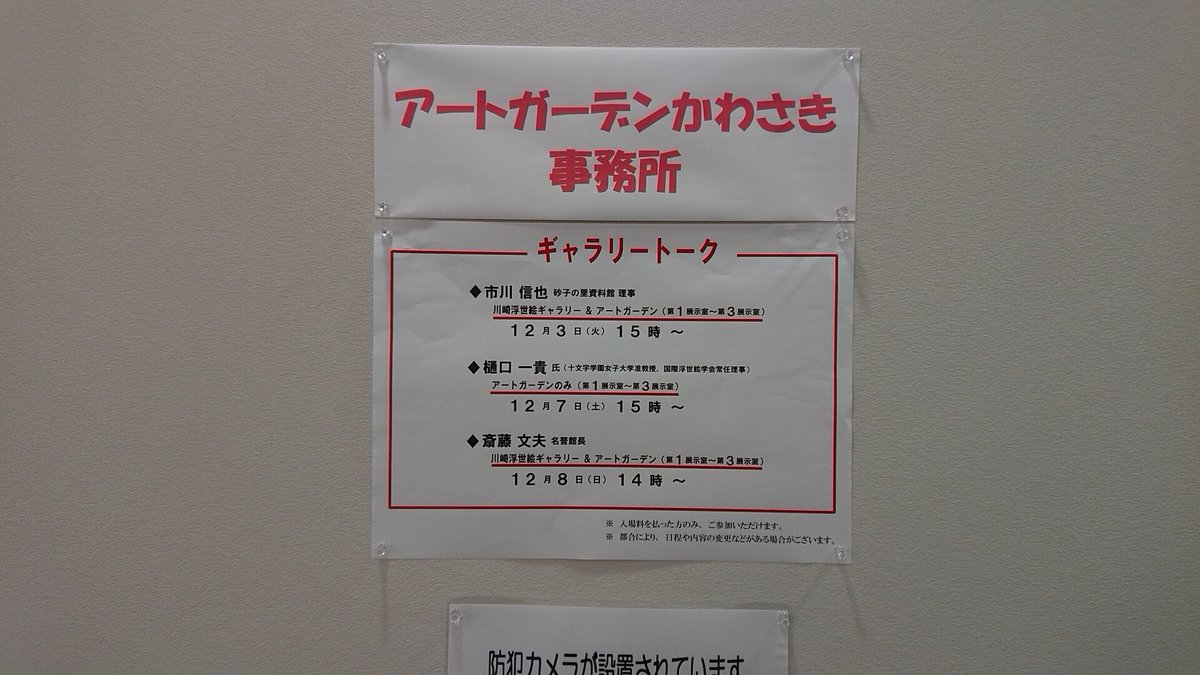 アートガーデンかわさき
事務所
ギャラリートーク
◆市川 信也 砂子の里資料館 理事
川崎浮世絵ギャラリー & アートガーデン（第1展示室～第3展示室）
12月3日（火） 15時 ～
◆樋口 一貴 氏（十文字学園女子大学准教授、国際浮世絵学会常任理事）
アートガーデンのみ（第1展示室～第3展示室）
12月7日（土） 15時 ～
◆斎藤 文夫 名誉館長
川崎浮世絵ギャラリー & アートガーデン（第1展示室～第3展示室）
12月8日（日） 14時 ～
※ 入場料を払った方のみ、ご参加いただけます。
※ 都合により、日程や内容の変更などがある場合がございます。
防犯カメラが設置されています